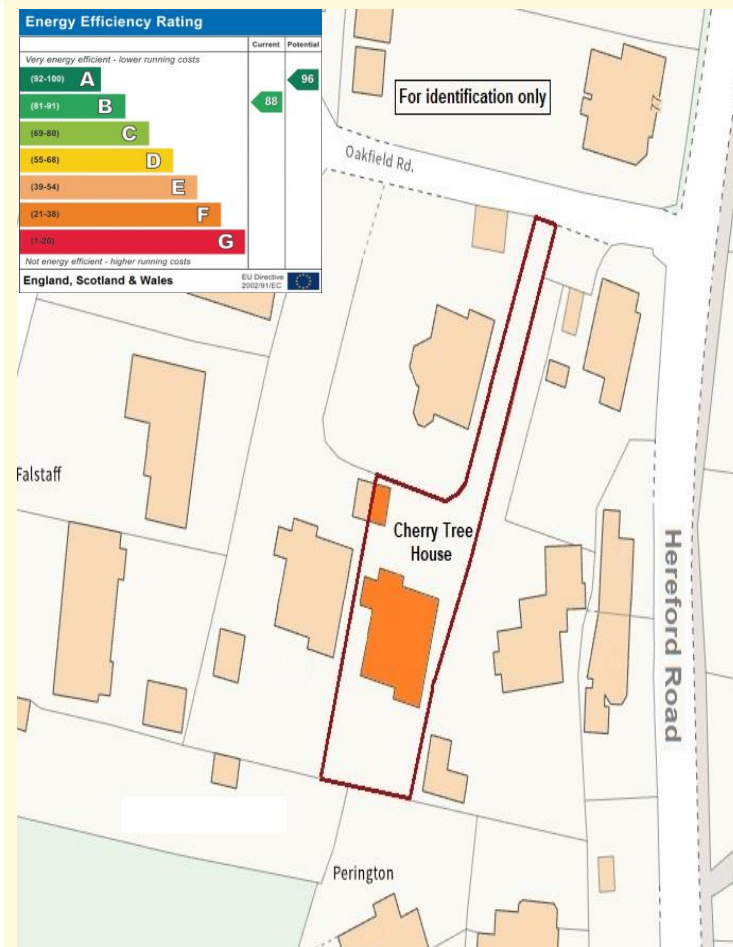 Energy Efficiency Rating
Current Potential
Very energy efficient - lower running costs
(92-100) A
96
(81-91) B
88
(69-80) C
(55-68) D
(39-54) E
(21-38) F
(1-20) G
Not energy efficient - higher running costs
England, Scotland & Wales
EU Directive
2002/91/EC
For identification only
Oakfield Rd.
Falstaff
Cherry Tree
House
Hereford Road
Perington